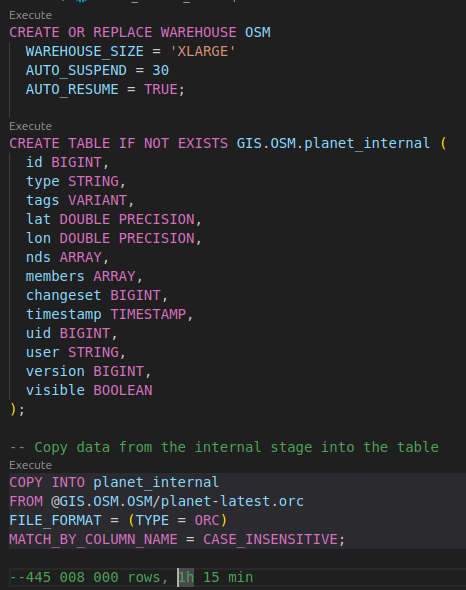 Execute
CREATE OR REPLACE WAREHOUSE OSM
WAREHOUSE_SIZE = 'XLARGE'
AUTO_SUSPEND = 30
AUTO_RESUME = TRUE;
Execute
CREATE TABLE IF NOT EXISTS GIS.OSM.planet_internal (
id BIGINT,
type STRING,
tags VARIANT,
lat DOUBLE PRECISION,
lon DOUBLE PRECISION,
nds ARRAY,
members ARRAY,
changeset BIGINT,
timestamp TIMESTAMP,
uid BIGINT,
user STRING,
version BIGINT,
visible BOOLEAN
);
-- Copy data from the internal stage into the table
Execute
COPY INTO planet_internal
FROM @GIS.OSM.OSM/planet-latest.orc
FILE_FORMAT = (TYPE = ORC)
MATCH_BY_COLUMN_NAME = CASE_INSENSITIVE;
--445 008 000 rows, 1h 15 min